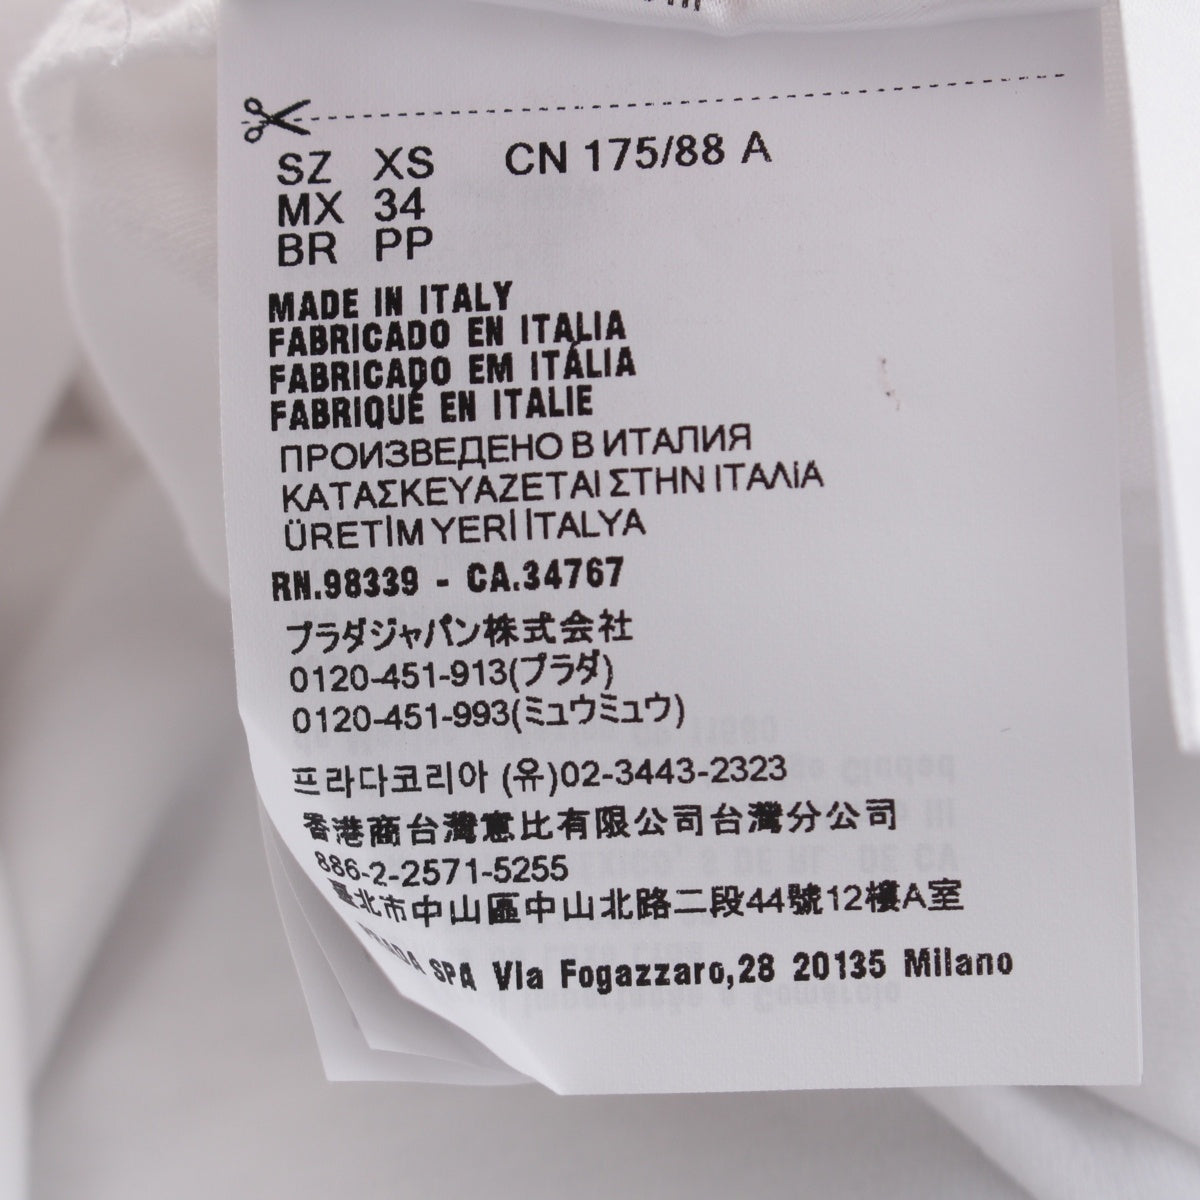 SZ XS CN 175/88 A
MX 34
BR PP
MADE IN ITALY
FABRICADO EN ITALIA
FABRICADO EM ITÁLIA
FABRIQUÉ EN ITALIE
ПРОИЗВЕДЕНО В ИТАЛИЯ
ΚΑΤΑΣΚΕΥΑΖΕΤΑΙ ΣΤΗΝ ΙΤΑΛΙΑ
ÜRETİM YERİ İTALYA
RN.98339 - CA.34767
プラダジャパン株式会社
0120-451-913(プラダ)
0120-451-993(ミュウミュウ)
프라다코리아 (유)02-3443-2323
香港商台灣惠比有限公司台灣分公司
886-2-2571-5255
臺北市中山區中山北路二段44號12樓A室
PRADA SPA Via Fogazzaro,28 20135 Milano